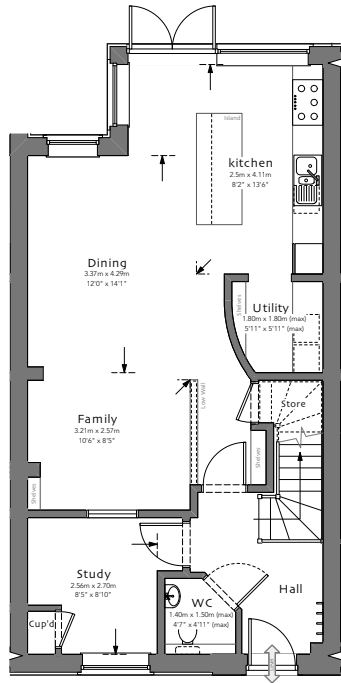 Island
kitchen
2.5m x 4.11m
8'2" x 13'6"
Dining
3.37m x 4.29m
12'0" x 14'1"
Shelves
Utility
1.80m x 1.80m (max)
5'11" x 5'11" (max)
Low Wall
Store
Family
3.21m x 2.57m
10'6" x 8'5"
Shelves
Shelves
Study
2.56m x 2.70m
8'5" x 8'10"
WC
1.40m x 1.50m (max)
4'7" x 4'11" (max)
Hall
Cup'd